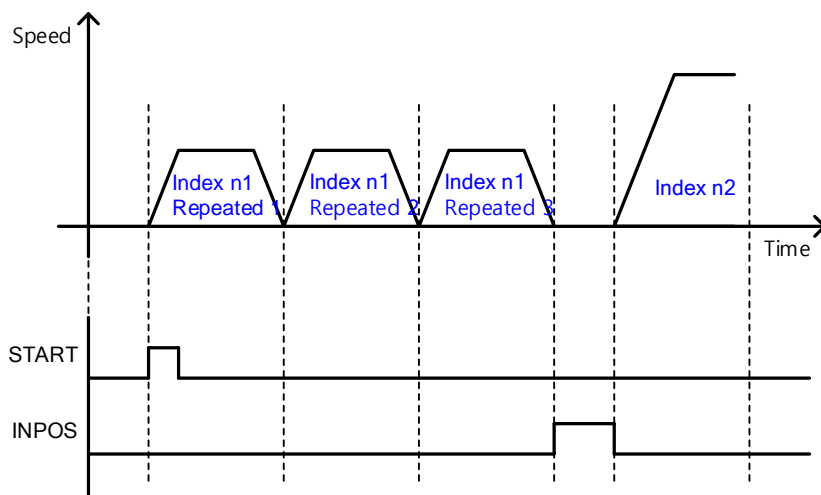 Speed
Index n1
Repeated 1
Index n1
Repeated 2
Index n1
Repeated 3
Index n2
Time
START
INPOS